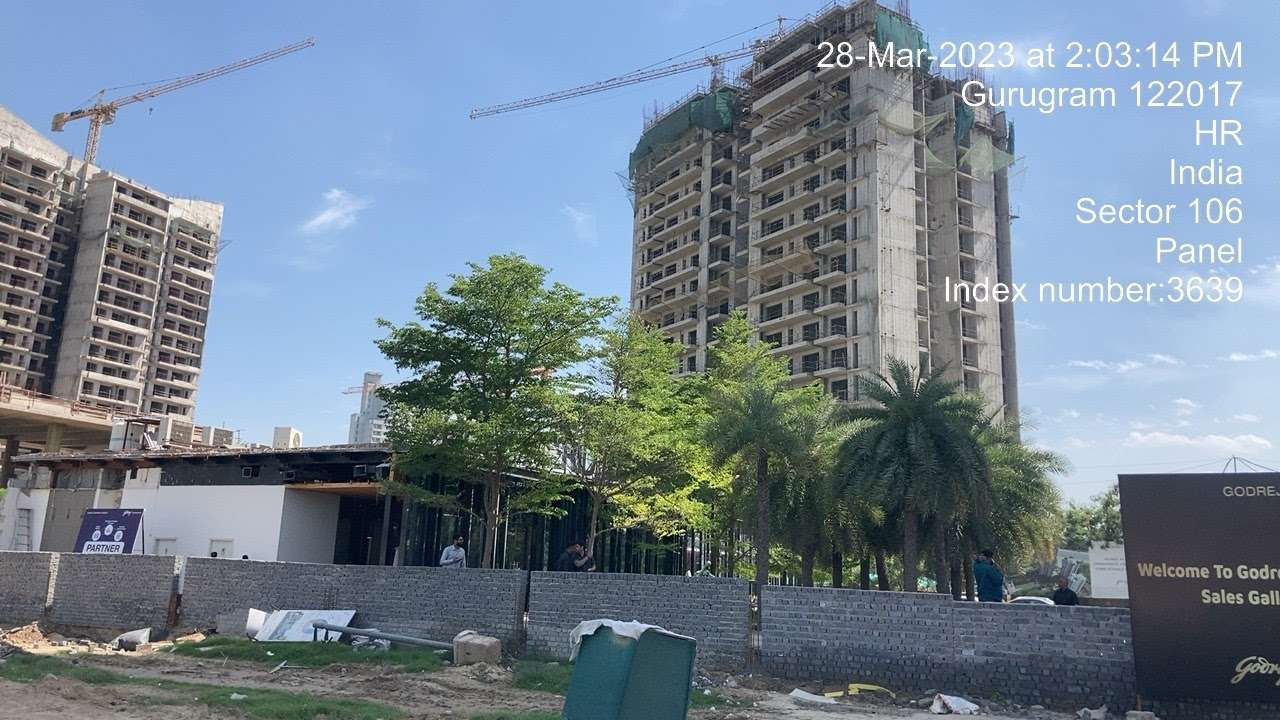 28-Mar-2023 at 2:03:14 PM
Gurugram 122017
HR
India
Sector 106
Panel
Index number:3639
GODREJ
Welcome To Godre
Sales Gall
Godrej
PARTNER